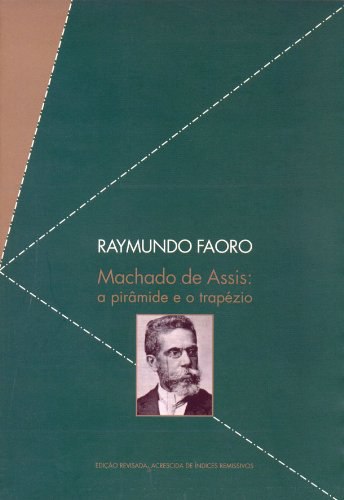 RAYMUNDO FAORO
Machado de Assis:
a pirâmide e o trapézio
EDIÇÃO REVISADA, ACRESCIDA DE ÍNDICES REMISSIVOS